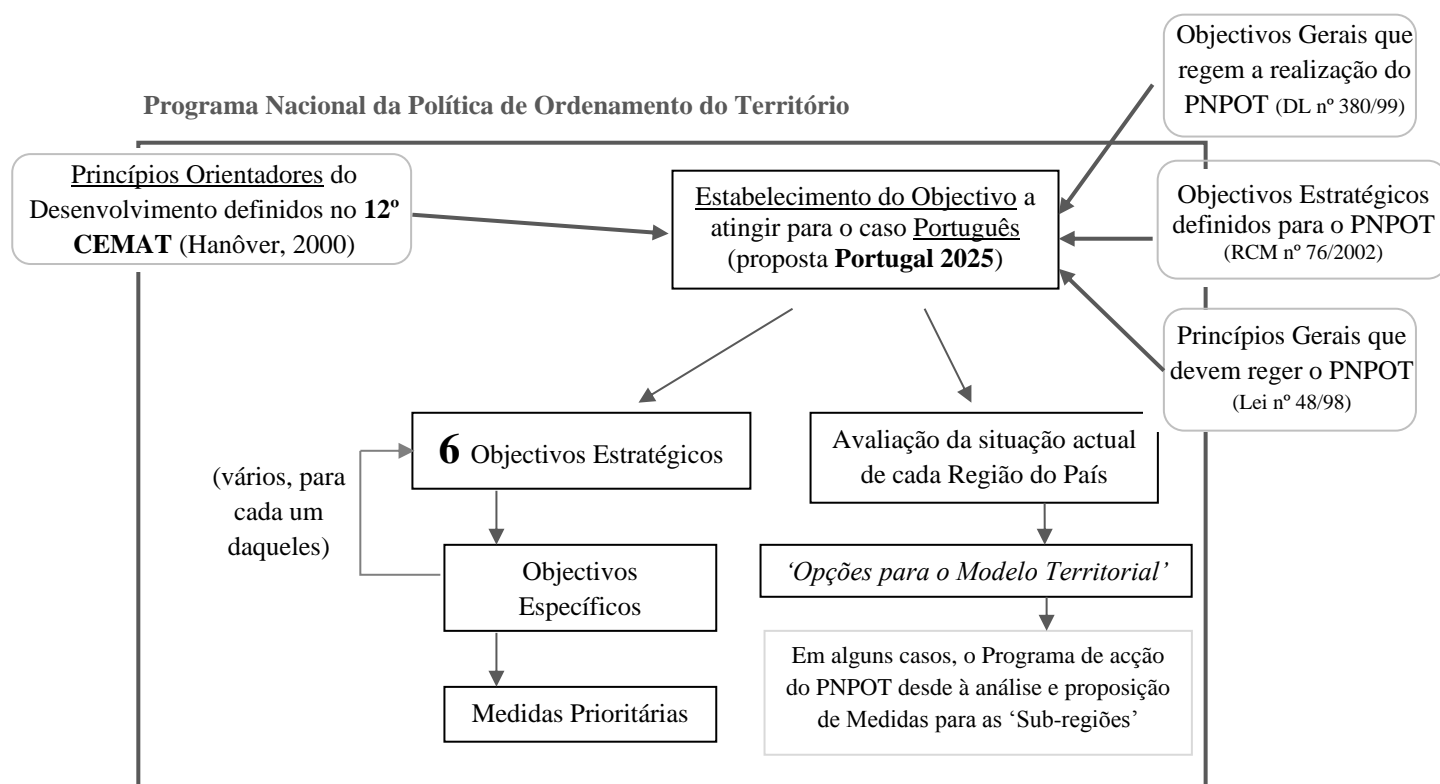 Objectivos Gerais que
regem a realização do
PNPOT (DL nº 380/99)
Programa Nacional da Política de Ordenamento do Território
Princípios Orientadores do
Desenvolvimento definidos no 12º
CEMAT (Hanôver, 2000)
Estabelecimento do Objectivo a
atingir para o caso Português
(proposta Portugal 2025)
Objectivos Estratégicos
definidos para o PNPOT
(RCM nº 76/2002)
Princípios Gerais que
devem reger o PNPOT
(Lei nº 48/98)
6 Objectivos Estratégicos
(vários, para
cada um
daqueles)
Objectivos
Específicos
Medidas Prioritárias
Avaliação da situação actual
de cada Região do País
‘Opções para o Modelo Territorial’
Em alguns casos, o Programa de acção
do PNPOT desde à análise e proposição
de Medidas para as ‘Sub-regiões’